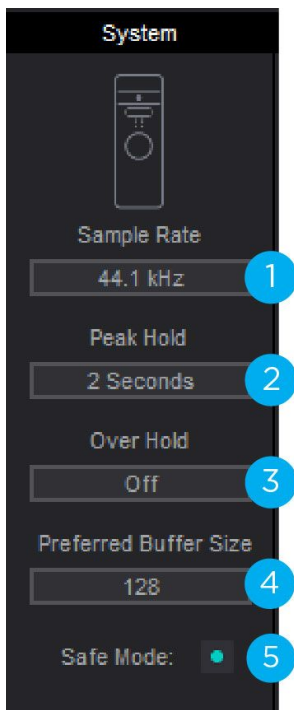 System
Sample Rate
44.1 kHz
1
Peak Hold
2 Seconds
2
Over Hold
Off
3
Preferred Buffer Size
128
4
Safe Mode:
5